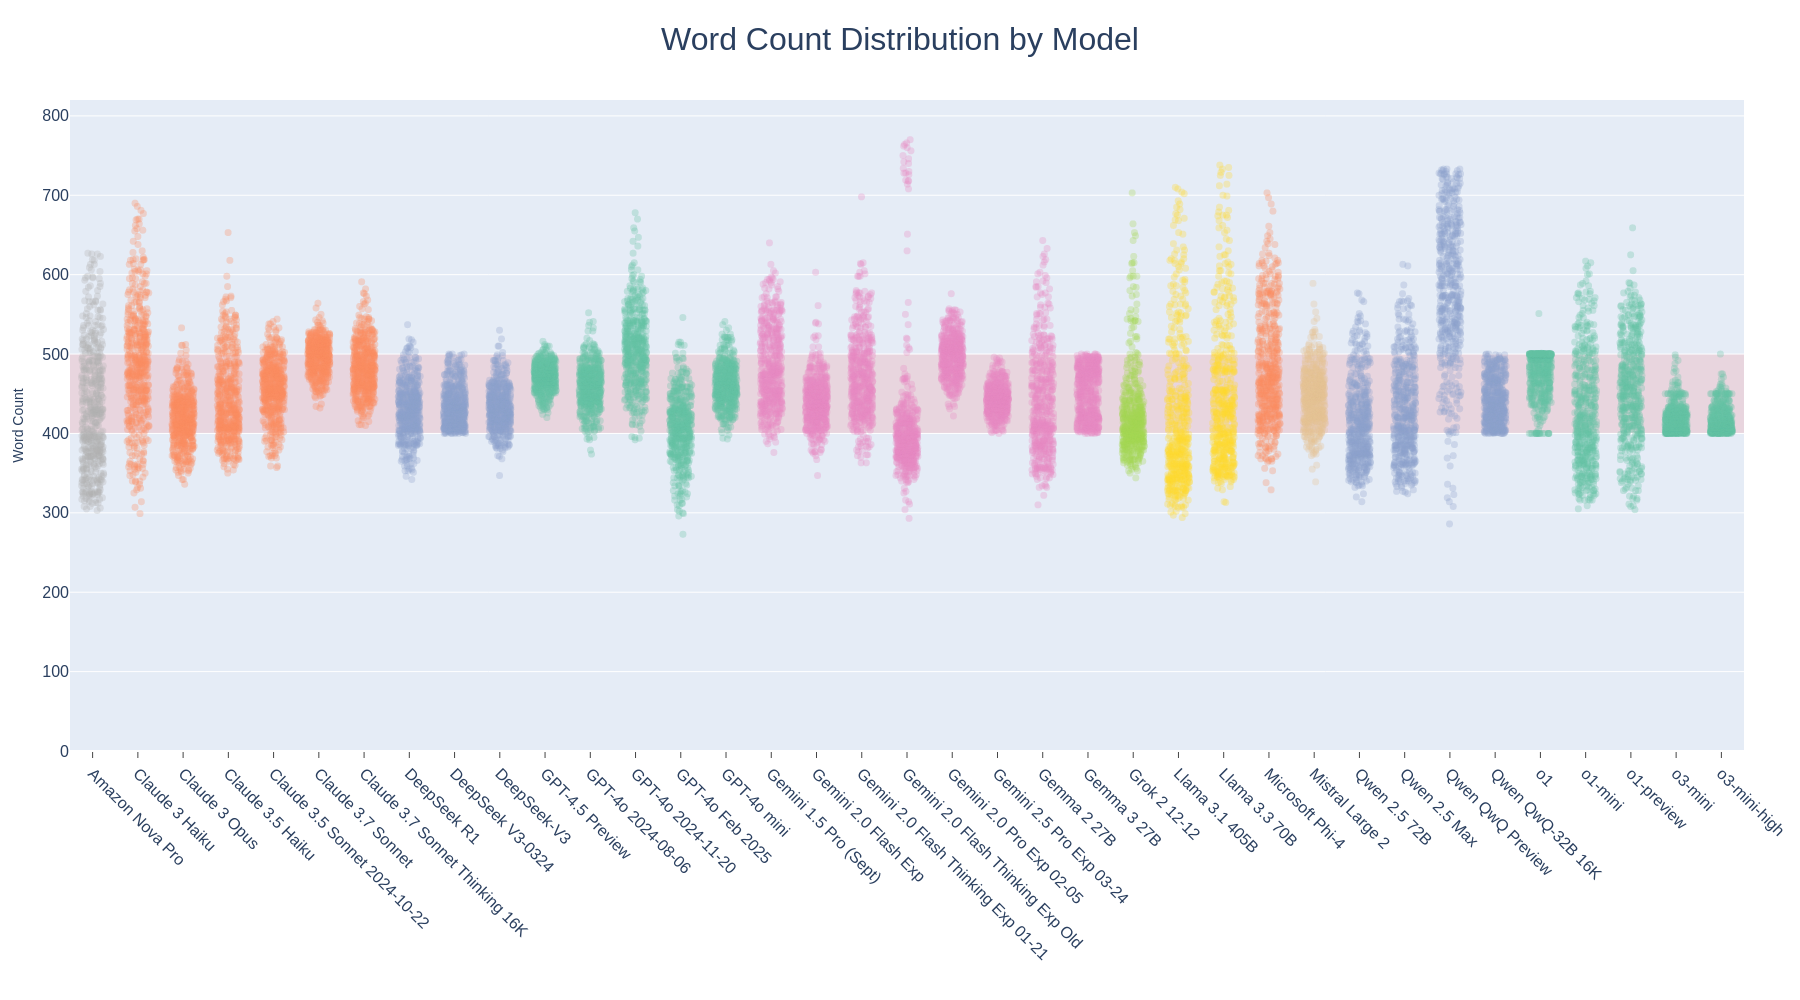 Word Count Distribution by Model
800
700
600
500
400
300
200
100
0
Word Count
Amazon Nova Pro
Claude 3 Haiku
Claude 3 Opus
Claude 3.5 Haiku
Claude 3.5 Sonnet 2024-10-22
Claude 3.7 Sonnet
Claude 3.7 Sonnet Thinking 16K
DeepSeek R1
DeepSeek V3-0324
DeepSeek-V3
GPT-4.5 Preview
GPT-4o 2024-08-06
GPT-4o 2024-11-20
GPT-4o Feb 2025
GPT-4o mini
Gemini 1.5 Pro (Sept)
Gemini 2.0 Flash Exp
Gemini 2.0 Flash Thinking Exp 01-21
Gemini 2.0 Flash Thinking Exp Old
Gemini 2.0 Pro Exp 02-05
Gemini 2.5 Pro Exp 03-24
Gemma 2 27B
Gemma 3 27B
Grok 2 12-12
Llama 3.1 405B
Llama 3.3 70B
Microsoft Phi-4
Mistral Large 2
Qwen 2.5 72B
Qwen 2.5 Max
Qwen QwQ Preview
Qwen QwQ-32B 16K
o1
o1-mini
o1-preview
o3-mini
o3-mini-high